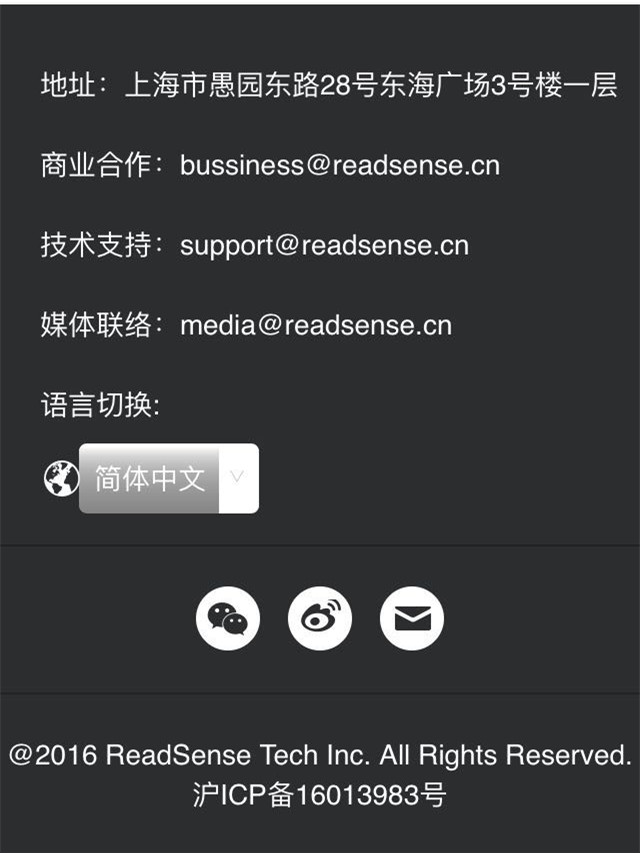 地址：上海市愚园东路28号东海广场3号楼一层
商业合作：bussiness@readsense.cn
技术支持：support@readsense.cn
媒体联络：media@readsense.cn
语言切换:
简体中文
@2016 ReadSense Tech Inc. All Rights Reserved.
沪ICP备16013983号